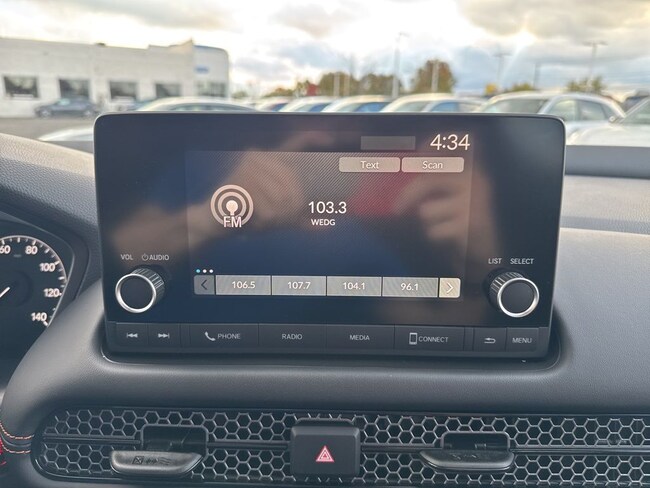 4:34
Text Scan
FM
103.3
WEDG
VOL AUDIO
LIST SELECT
106.5 107.7 104.1 96.1
PHONE RADIO MEDIA CONNECT MENU
60 80
100
120
140